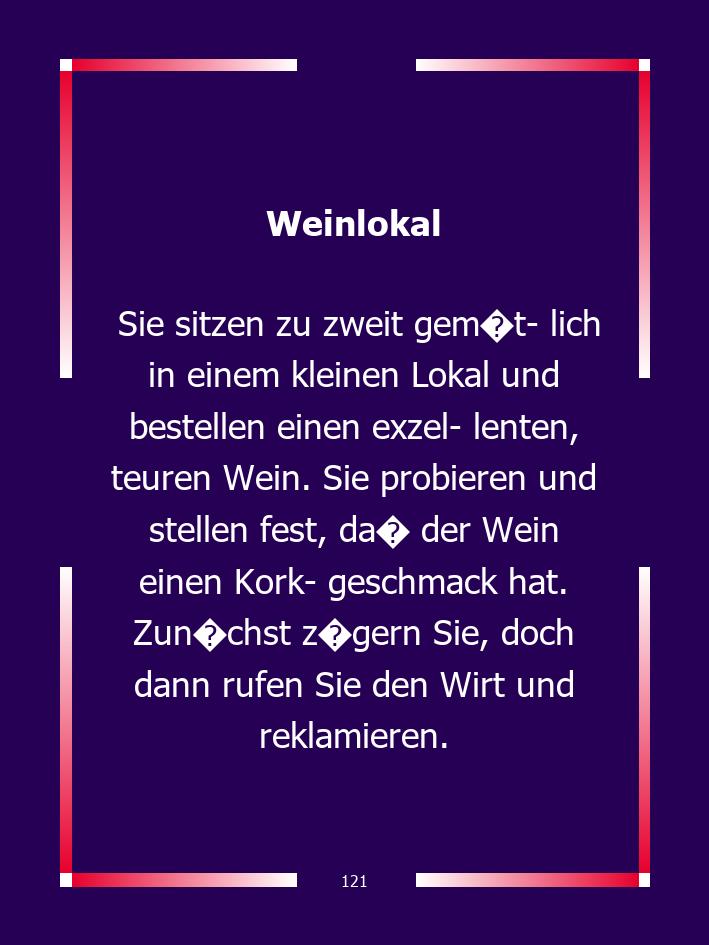 Weinlokal
Sie sitzen zu zweit gem�t- lich
in einem kleinen Lokal und
bestellen einen exzel- lenten,
teuren Wein. Sie probieren und
stellen fest, da� der Wein
einen Kork- geschmack hat.
Zun�chst z�gern Sie, doch
dann rufen Sie den Wirt und
reklamieren.
121